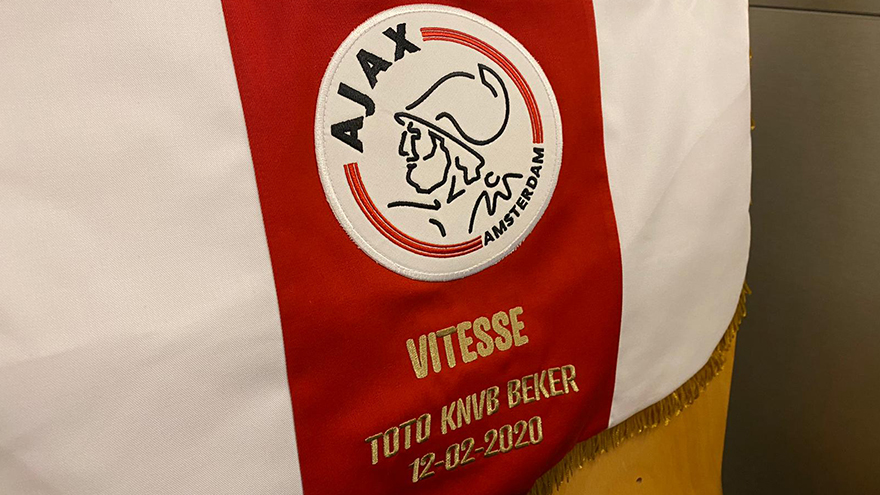 AJAX
AMSTERDAM
VITESSE
TOTO KNVB BEKER
12-02-2020